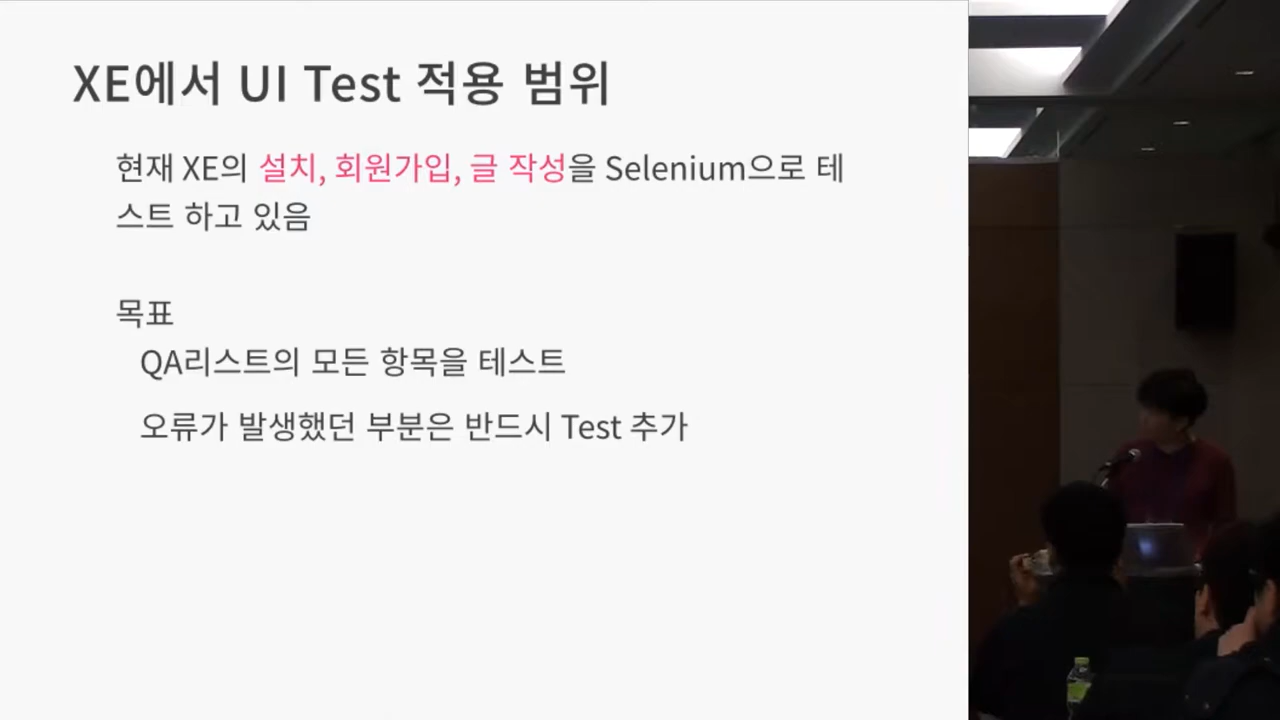 XE에서 UI Test 적용 범위
현재 XE의 설치, 회원가입, 글 작성을 Selenium으로 테
스트 하고 있음
목표
QA리스트의 모든 항목을 테스트
오류가 발생했던 부분은 반드시 Test 추가